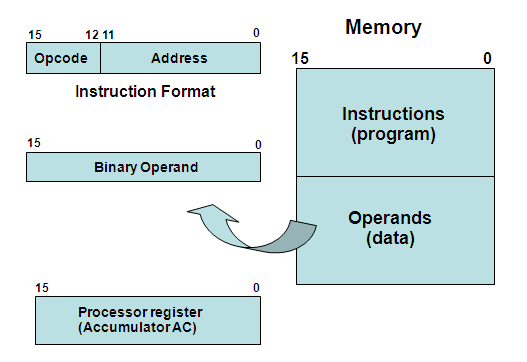 15 12 11 0
Opcode Address
Instruction Format
15 0
Binary Operand
15 0
Processor register
(Accumulator AC)
Memory
15 0
Instructions
(program)
Operands
(data)